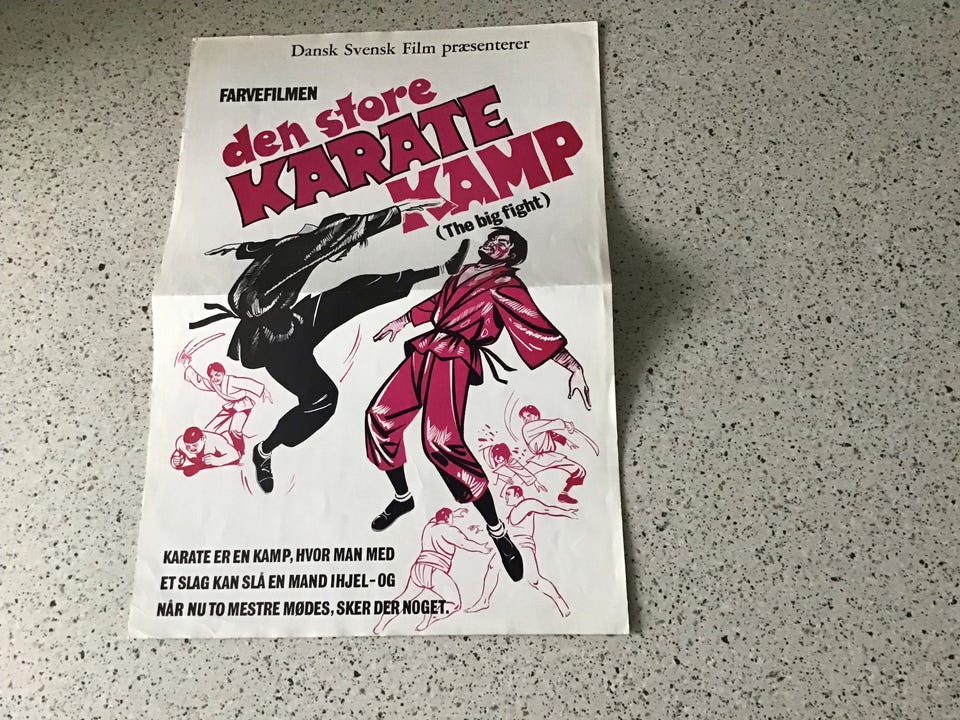 Dansk Svensk Film præsenterer
FARVEFILMEN
den store
KARATE
KAMP
(The big fight)
KARATE ER EN KAMP, HVOR MAN MED
ET SLAG KAN SLÅ EN MAND IHJEL-OG
NÅR NU TO MESTRE MØDES, SKER DER NOGET.